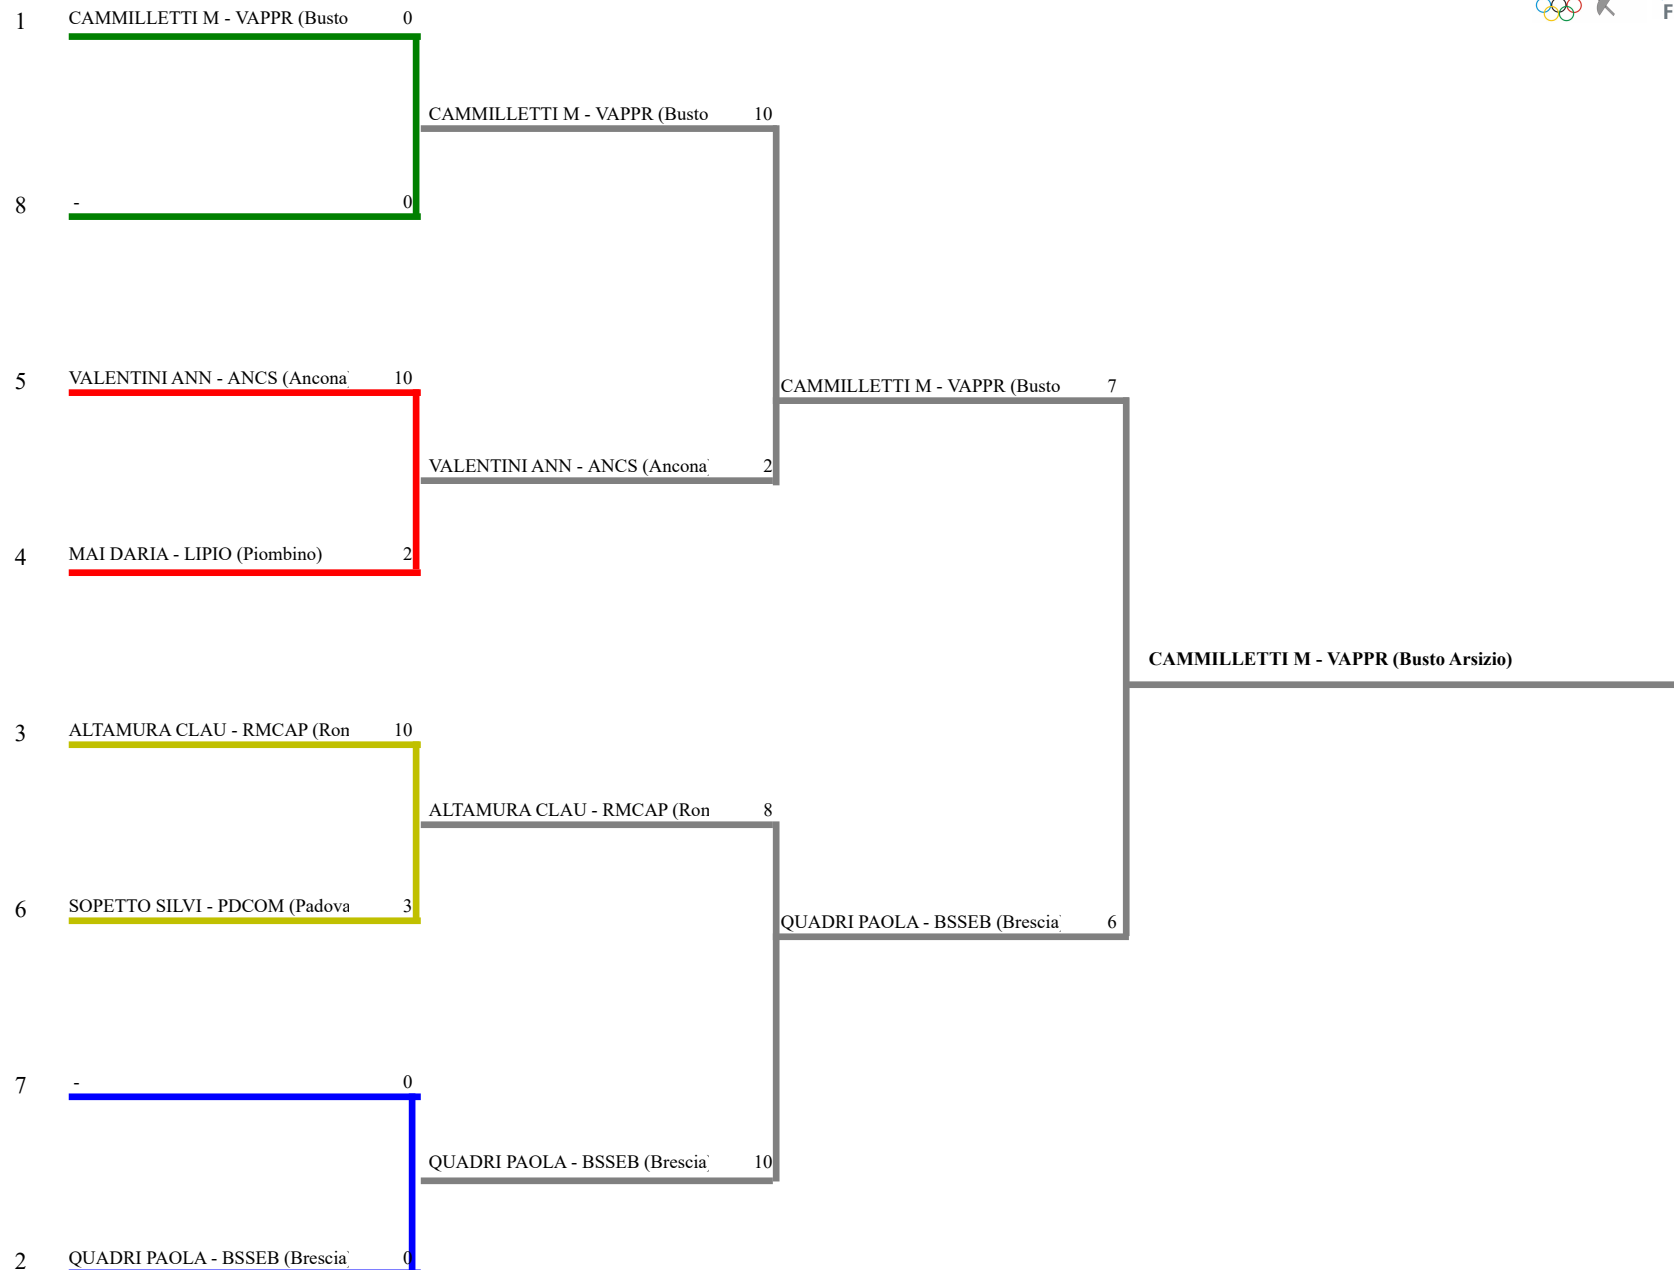 1 CAMMILLETTI M - VAPPR (Busto 0
CAMMILLETTI M - VAPPR (Busto 10
8 - 0
5 VALENTINI ANN - ANCS (Ancona 10
CAMMILLETTI M - VAPPR (Busto 7
VALENTINI ANN - ANCS (Ancona 2
4 MAI DARIA - LIPIO (Piombino) 2
CAMMILLETTI M - VAPPR (Busto Arsizio)
3 ALTAMURA CLAU - RMCAP (Ron 10
ALTAMURA CLAU - RMCAP (Ron 8
6 SOPETTO SILVI - PDCOM (Padova 3
QUADRI PAOLA - BSSEB (Brescia 6
7 - 0
QUADRI PAOLA - BSSEB (Brescia 10
2 QUADRI PAOLA - BSSEB (Brescia 0
F